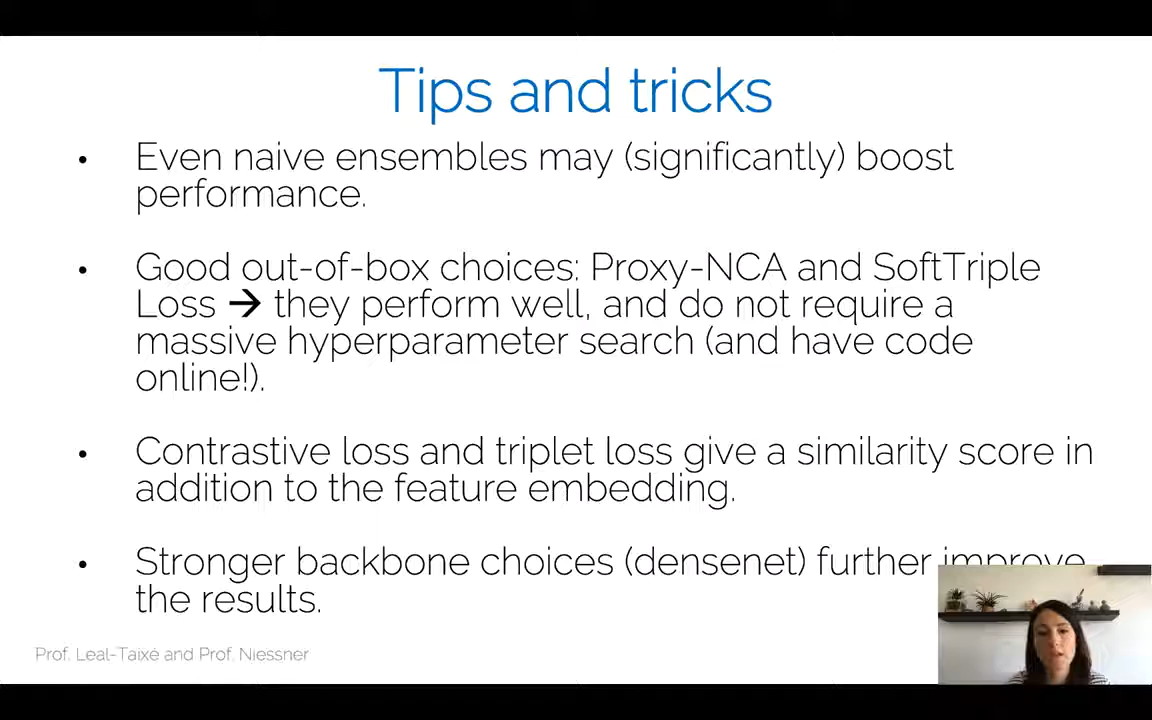 Tips and tricks
• Even naive ensembles may (significantly) boost
performance.
• Good out-of-box choices: Proxy-NCA and SoftTriple
Loss → they perform well, and do not require a
massive hyperparameter search (and have code
online!).
• Contrastive loss and triplet loss give a similarity score in
addition to the feature embedding.
• Stronger backbone choices (densenet) further improve
the results.
Prof. Leal-Taixé and Prof. Niessner